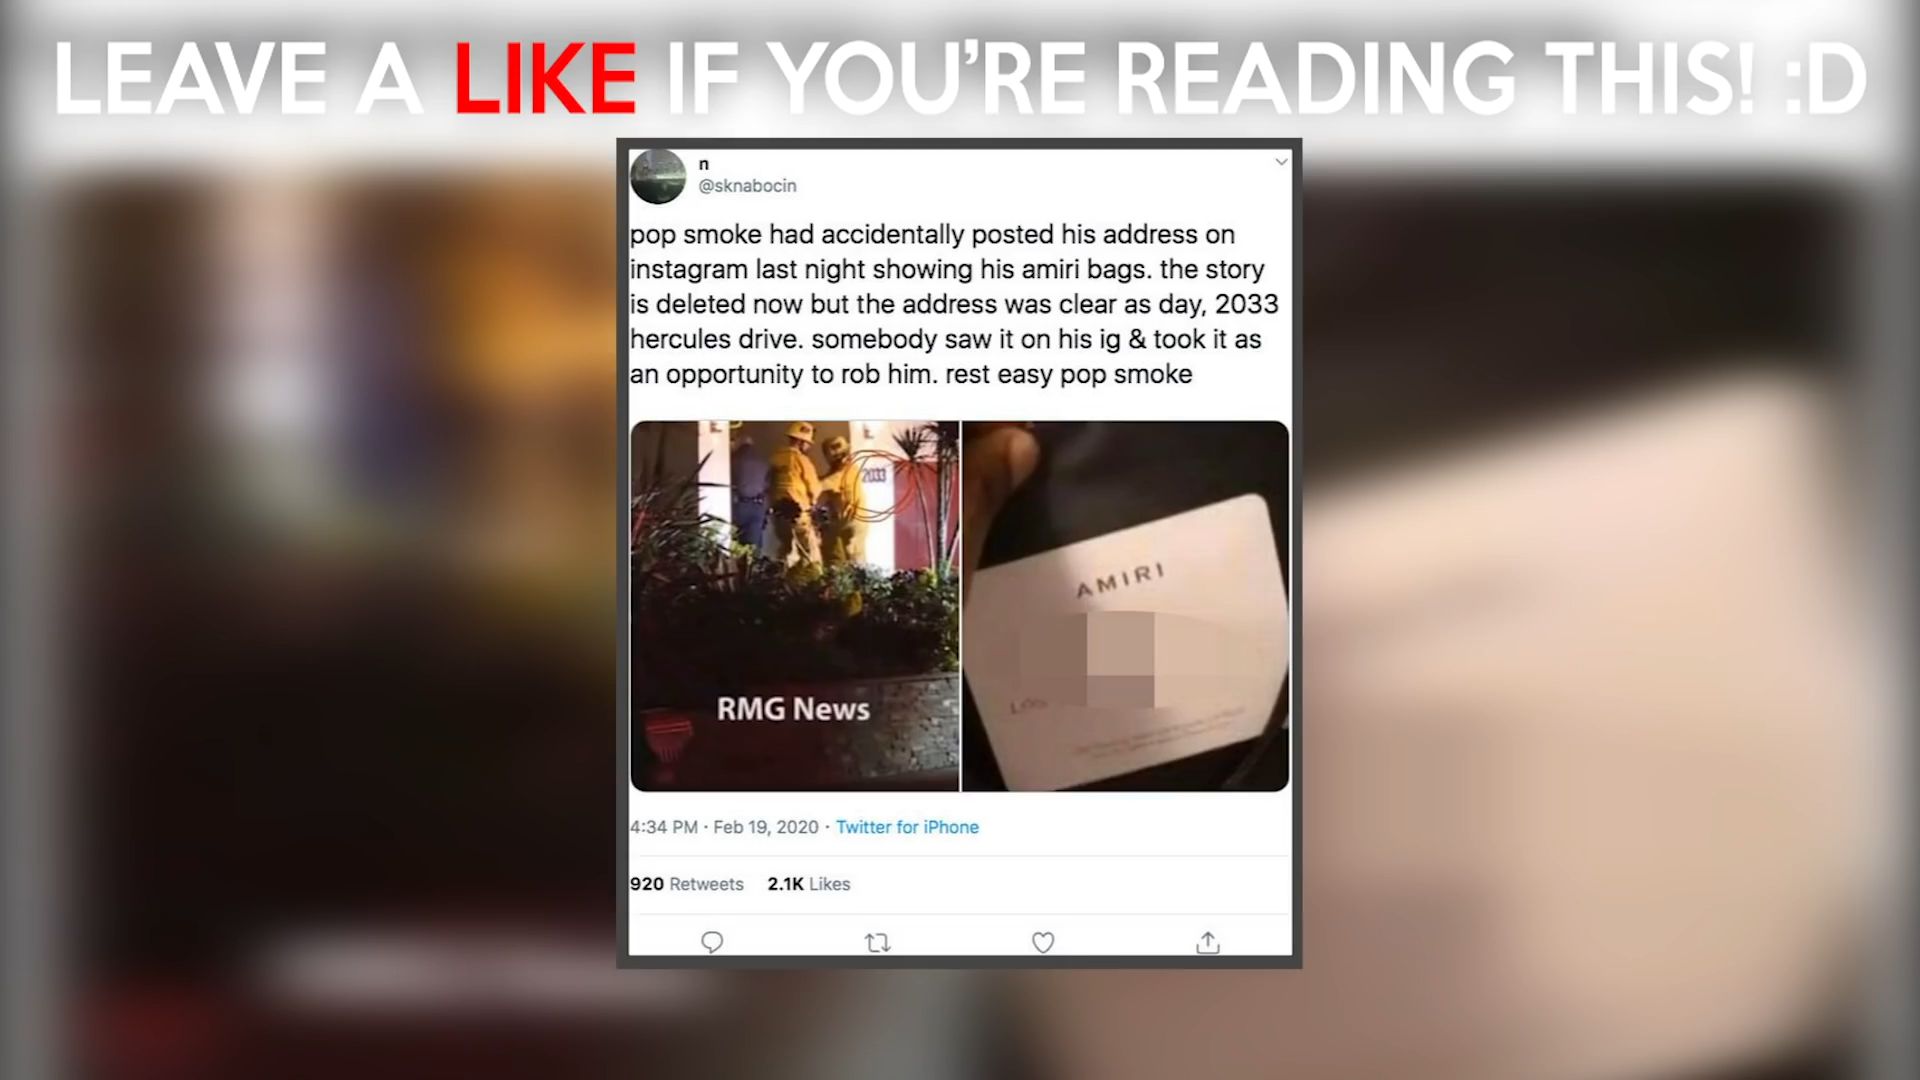 LEAVE A LIKE IF YOU'RE READING THIS! :D
n
@sknabocin
pop smoke had accidentally posted his address on
instagram last night showing his amiri bags. the story
is deleted now but the address was clear as day, 2033
hercules drive. somebody saw it on his ig & took it as
an opportunity to rob him. rest easy pop smoke
2033
RMG News
AMIRI
4:34 PM · Feb 19, 2020 · Twitter for iPhone
920 Retweets 2.1K Likes